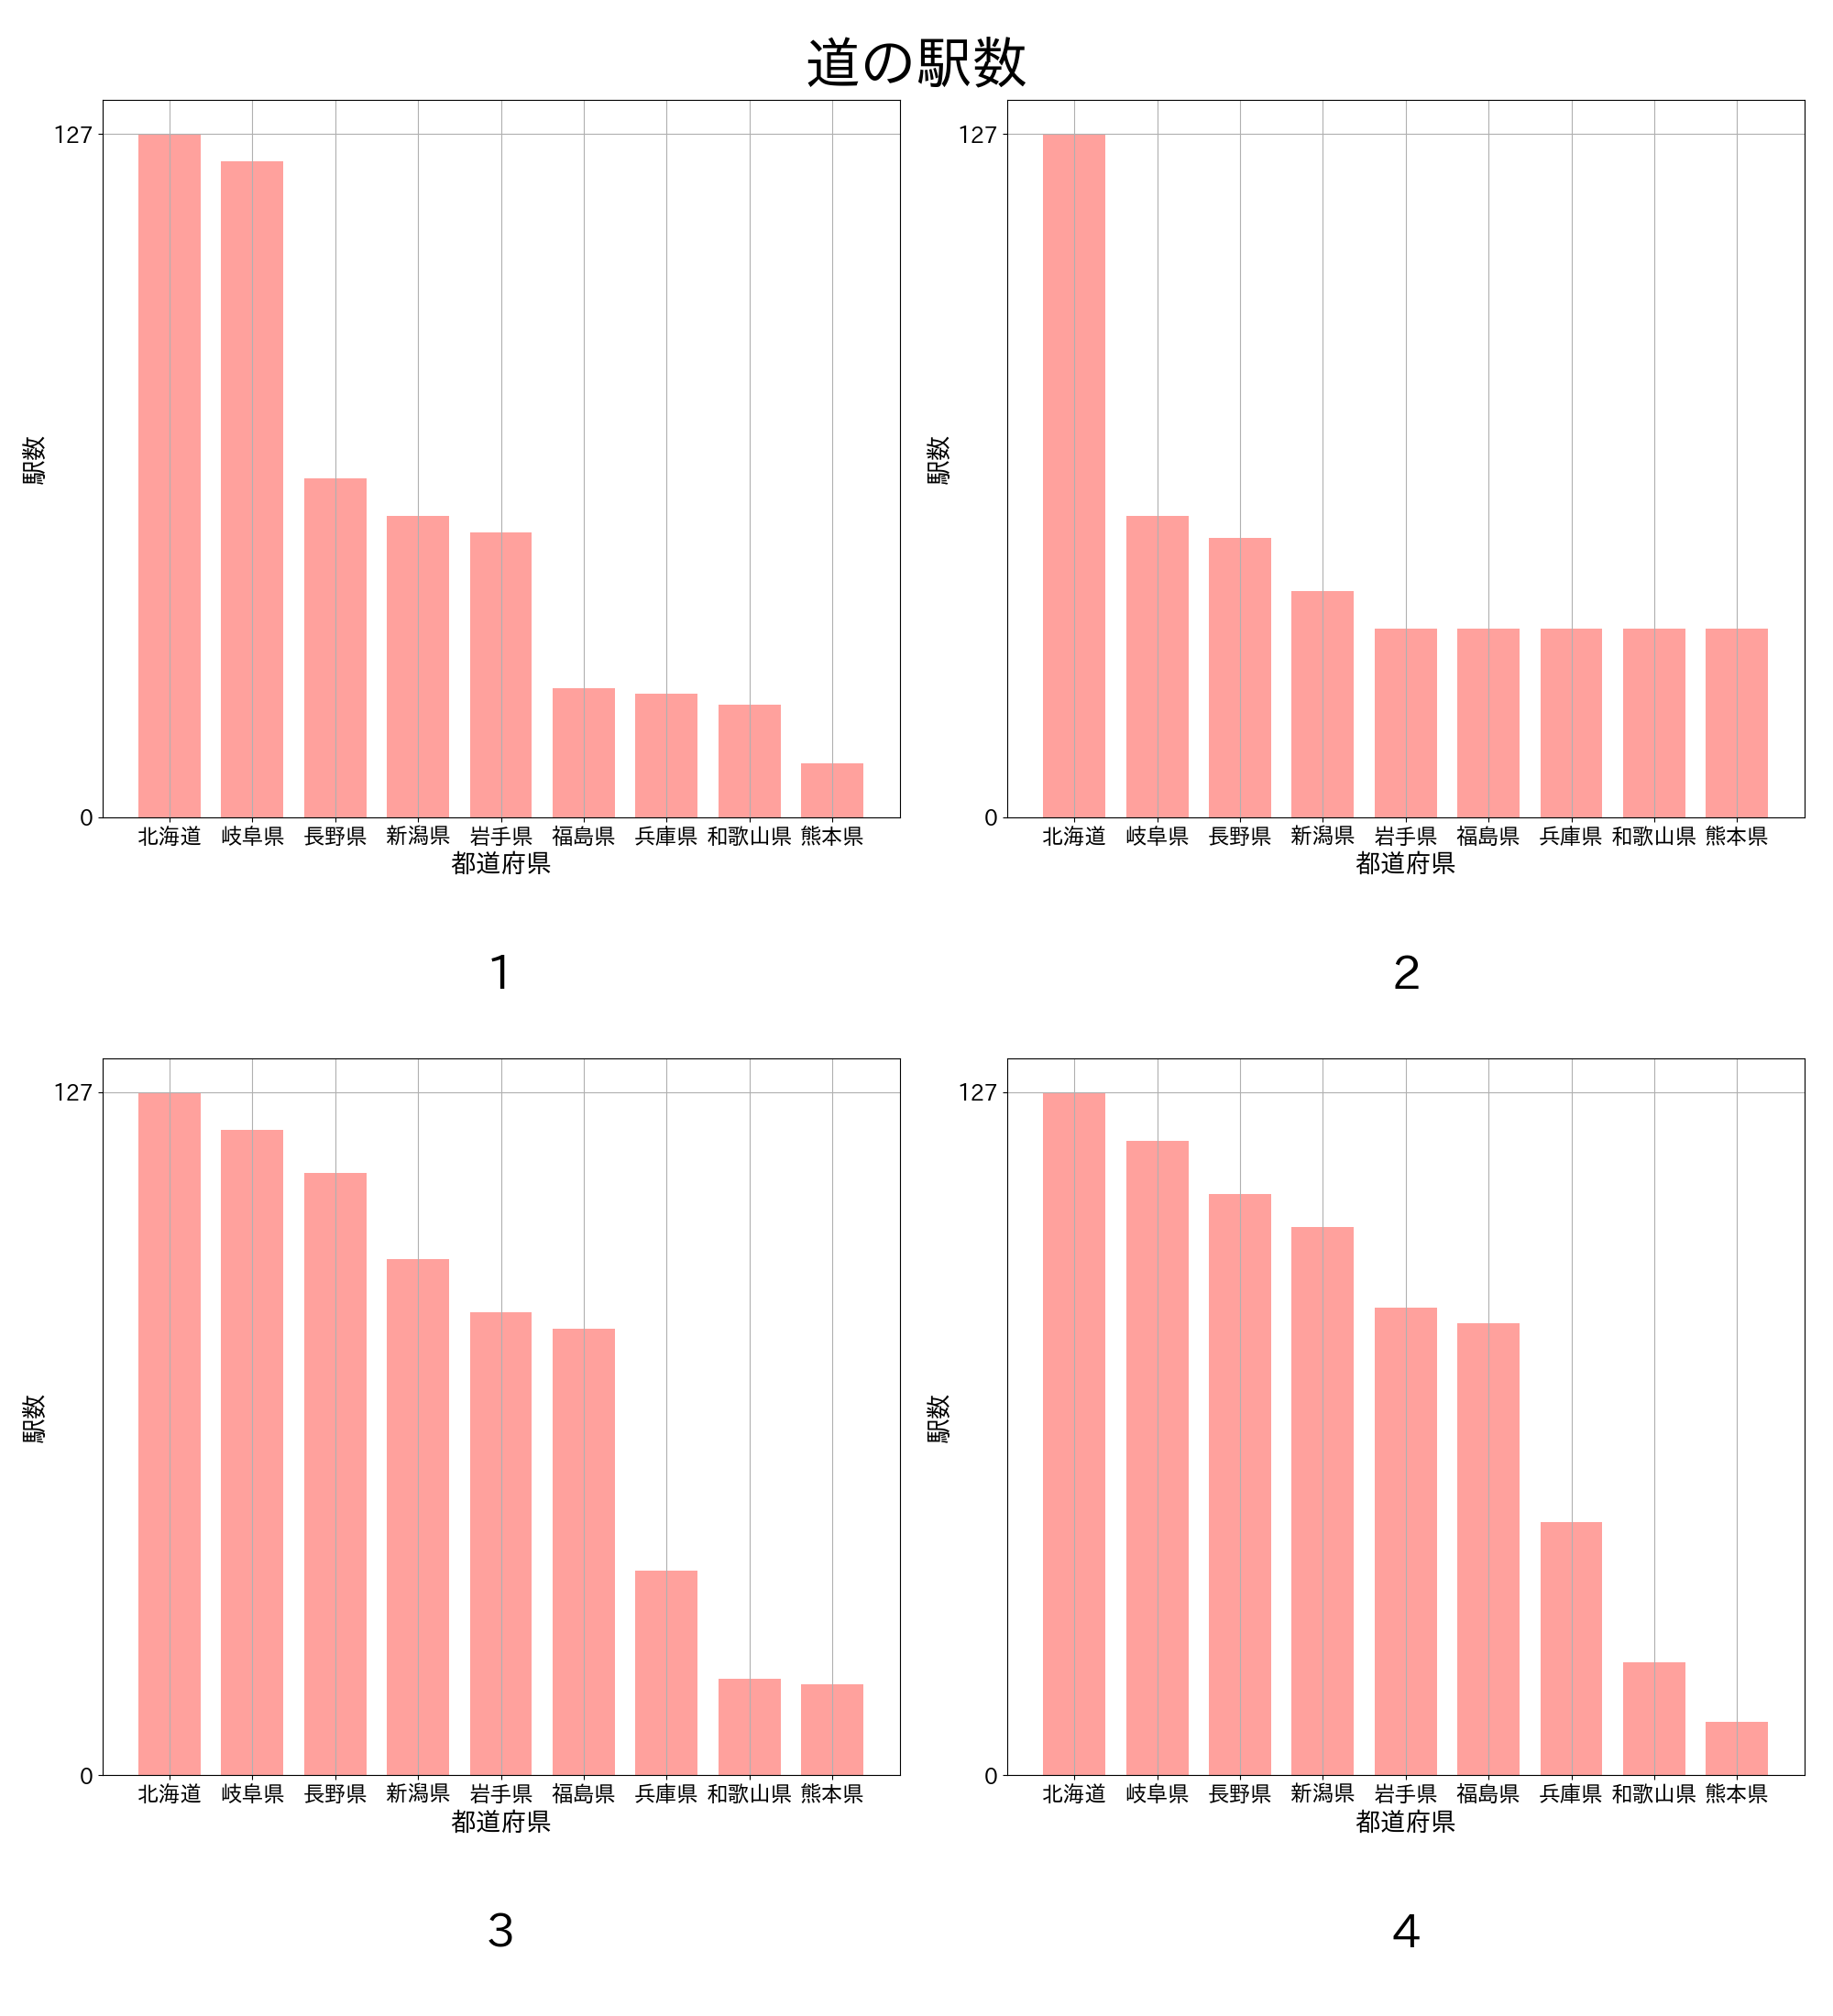 道の駅数
127
0
駅数
北海道 岐阜県 長野県 新潟県 岩手県 福島県 兵庫県 和歌山県 熊本県
都道府県
1
127
0
駅数
北海道 岐阜県 長野県 新潟県 岩手県 福島県 兵庫県 和歌山県 熊本県
都道府県
2
127
0
駅数
北海道 岐阜県 長野県 新潟県 岩手県 福島県 兵庫県 和歌山県 熊本県
都道府県
3
127
0
駅数
北海道 岐阜県 長野県 新潟県 岩手県 福島県 兵庫県 和歌山県 熊本県
都道府県
4